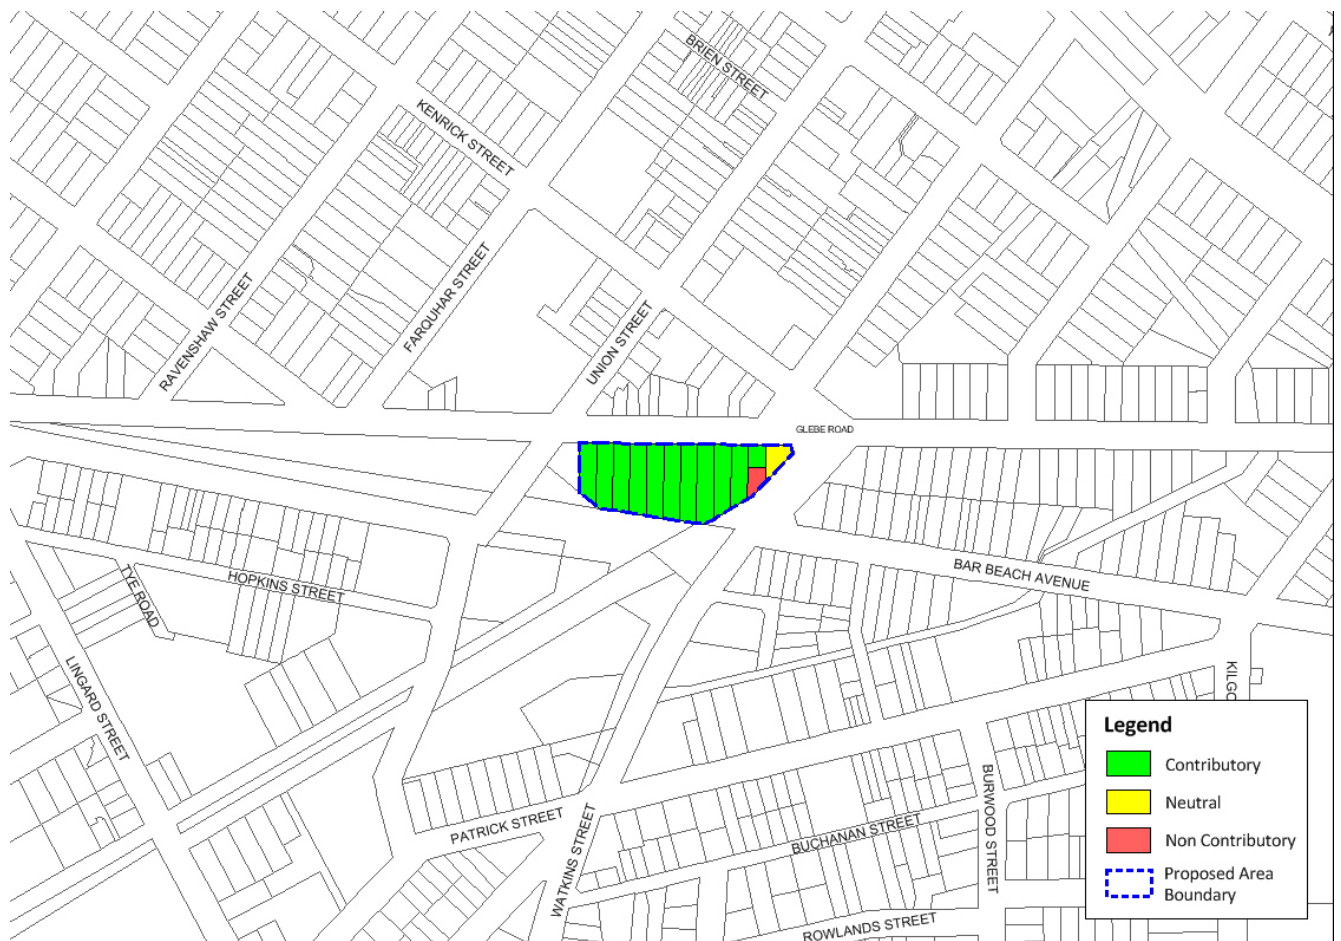 BRIEN STREET
KENRICK STREET
RAVENSHAW STREET
FARQUHAR STREET
UNION STREET
GLEBE ROAD
BAR BEACH AVENUE
HOPKINS STREET
TYE ROAD
LINGARD STREET
KILGO
PATRICK STREET
WATKINS STREET
BUCHANAN STREET
BURWOOD STREET
ROWLANDS STREET
Legend
Contributory
Neutral
Non Contributory
Proposed Area
Boundary